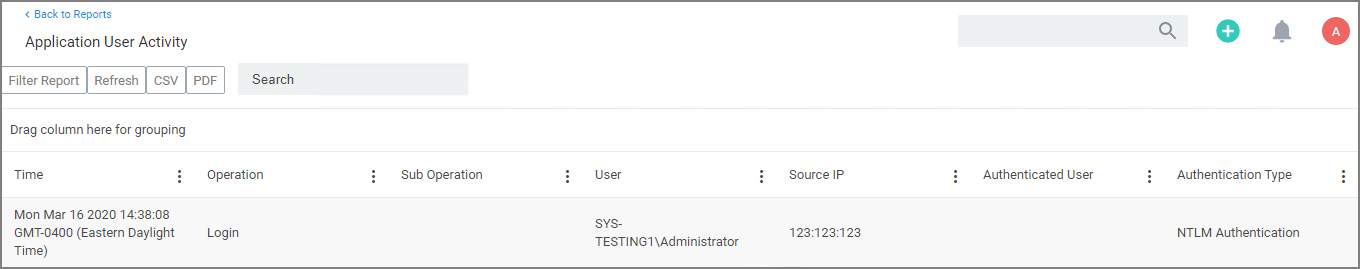 ‹ Back to Reports
Application User Activity
A
Filter Report Refresh CSV PDF Search
Drag column here for grouping
Time Operation Sub Operation User Source IP Authenticated User Authentication Type
Mon Mar 16 2020 14:38:08
GMT-0400 (Eastern Daylight
Time)
Login
SYS-
TESTING1\Administrator
123:123:123
NTLM Authentication